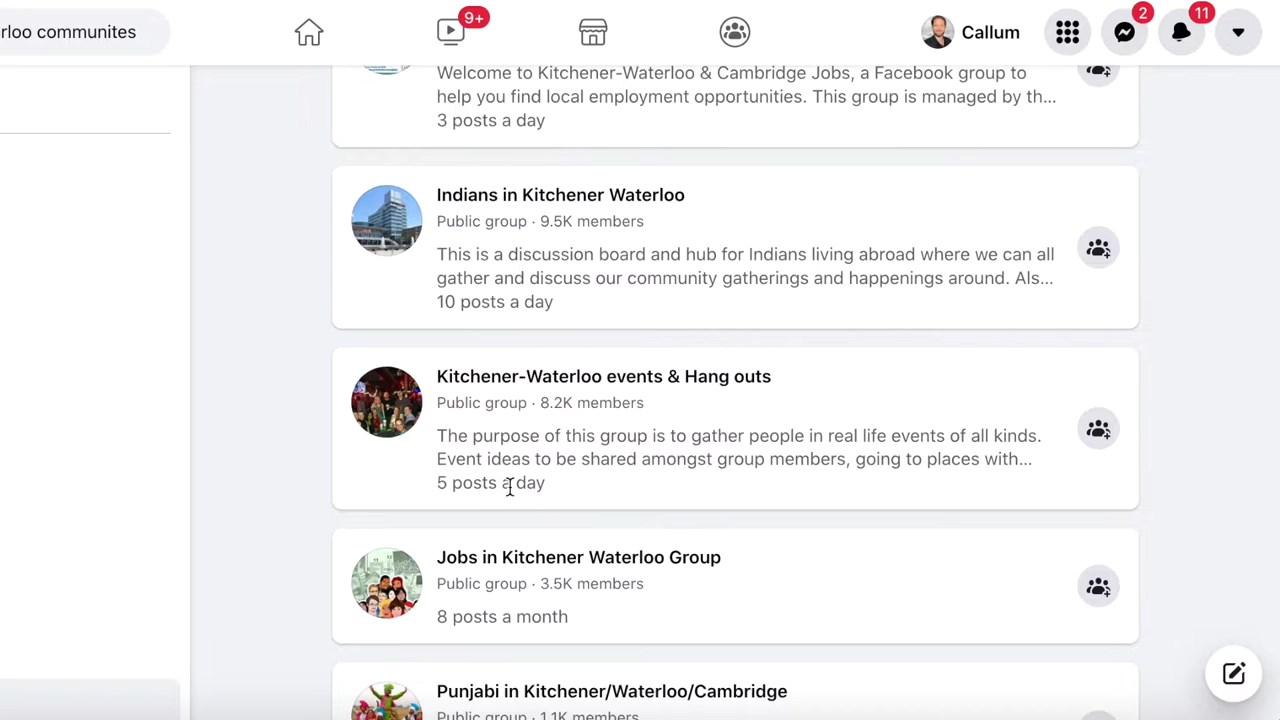 rloo communites
9+
Callum
2
11
Welcome to Kitchener-Waterloo & Cambridge Jobs, a Facebook group to
help you find local employment opportunities. This group is managed by th...
3 posts a day
Indians in Kitchener Waterloo
Public group · 9.5K members
This is a discussion board and hub for Indians living abroad where we can all
gather and discuss our community gatherings and happenings around. Als...
10 posts a day
Kitchener-Waterloo events & Hang outs
Public group · 8.2K members
The purpose of this group is to gather people in real life events of all kinds.
Event ideas to be shared amongst group members, going to places with...
5 posts a day
Jobs in Kitchener Waterloo Group
Public group · 3.5K members
8 posts a month
Punjabi in Kitchener/Waterloo/Cambridge
Public group · 1.1K members